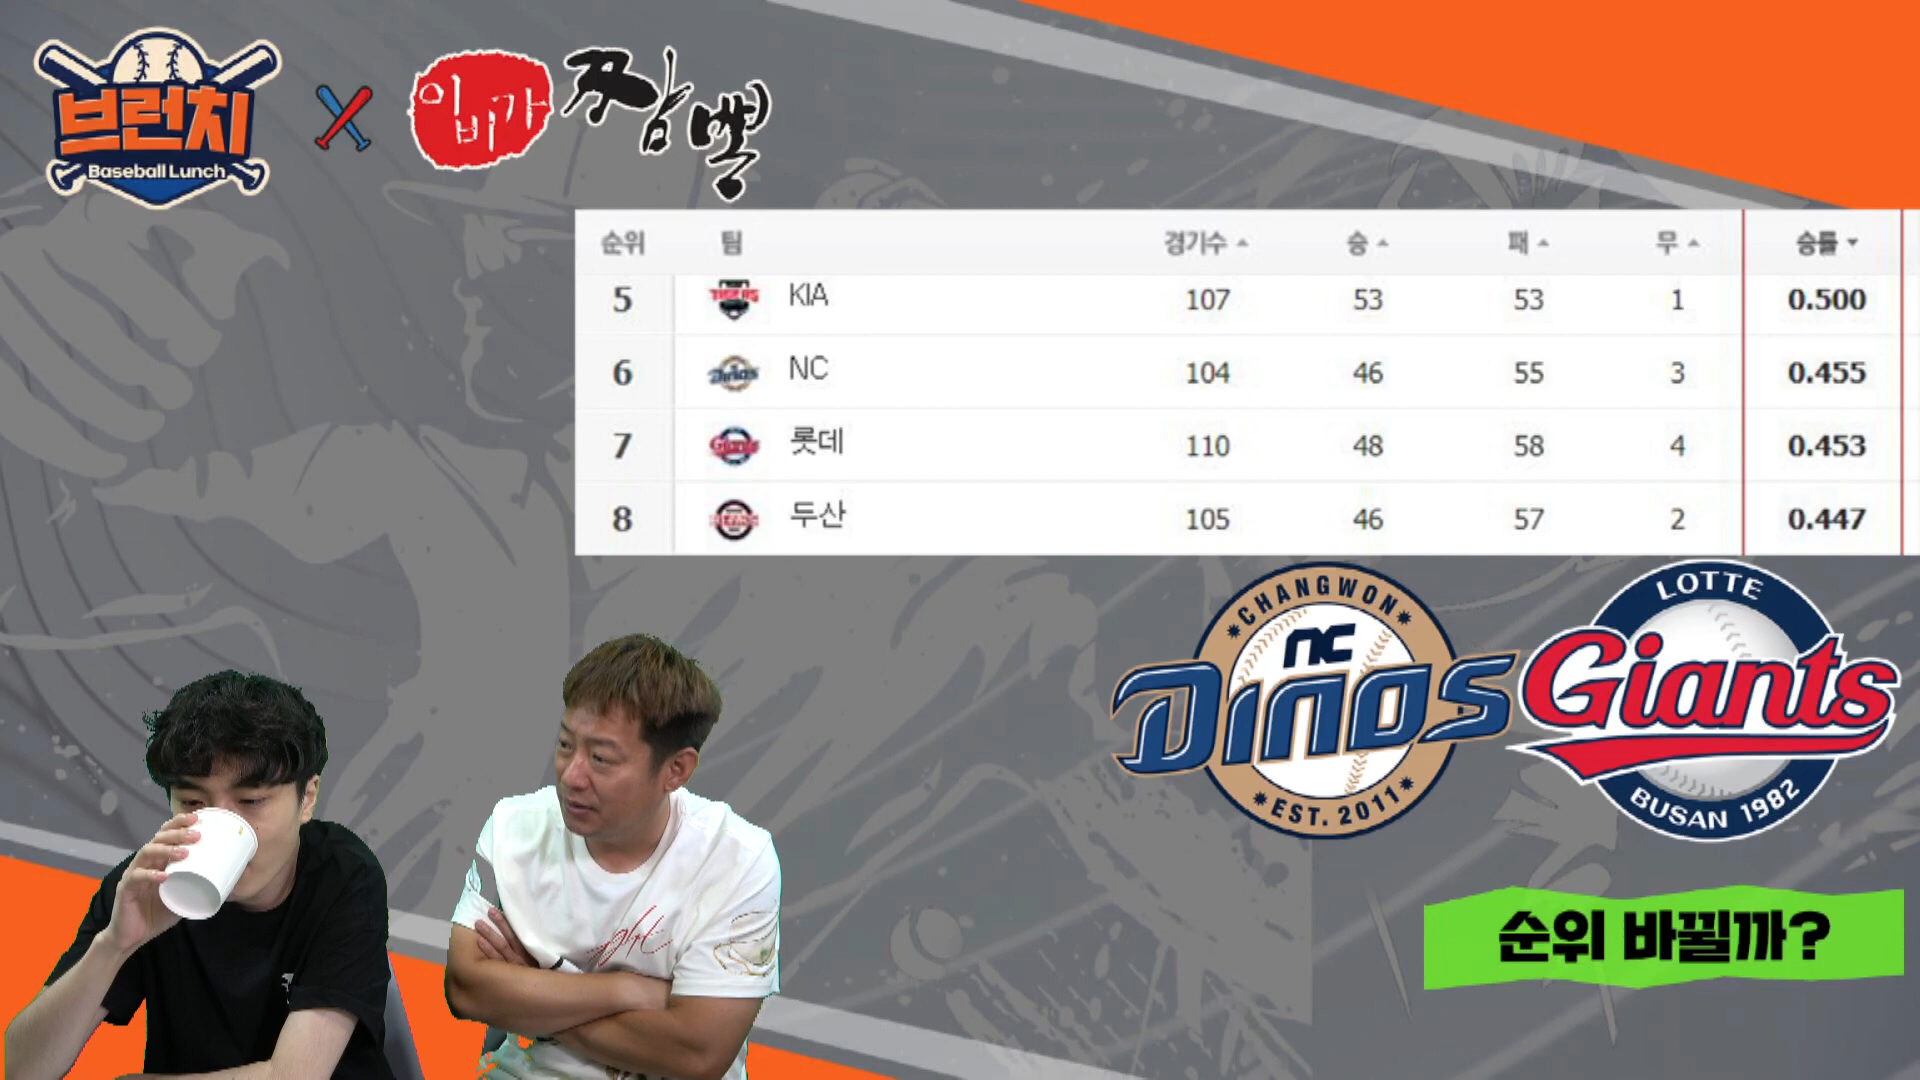 브런치
Baseball Lunch
이비가
짬뽕
순위 팀 경기수 승 패 무 승률
5 KIA 107 53 53 1 0.500
6 NC 104 46 55 3 0.455
7 롯데 110 48 58 4 0.453
8 두산 105 46 57 2 0.447
CHANGWON
NC
DINOS
EST. 2011
LOTTE
Giants
BUSAN 1982
순위 바뀔까?